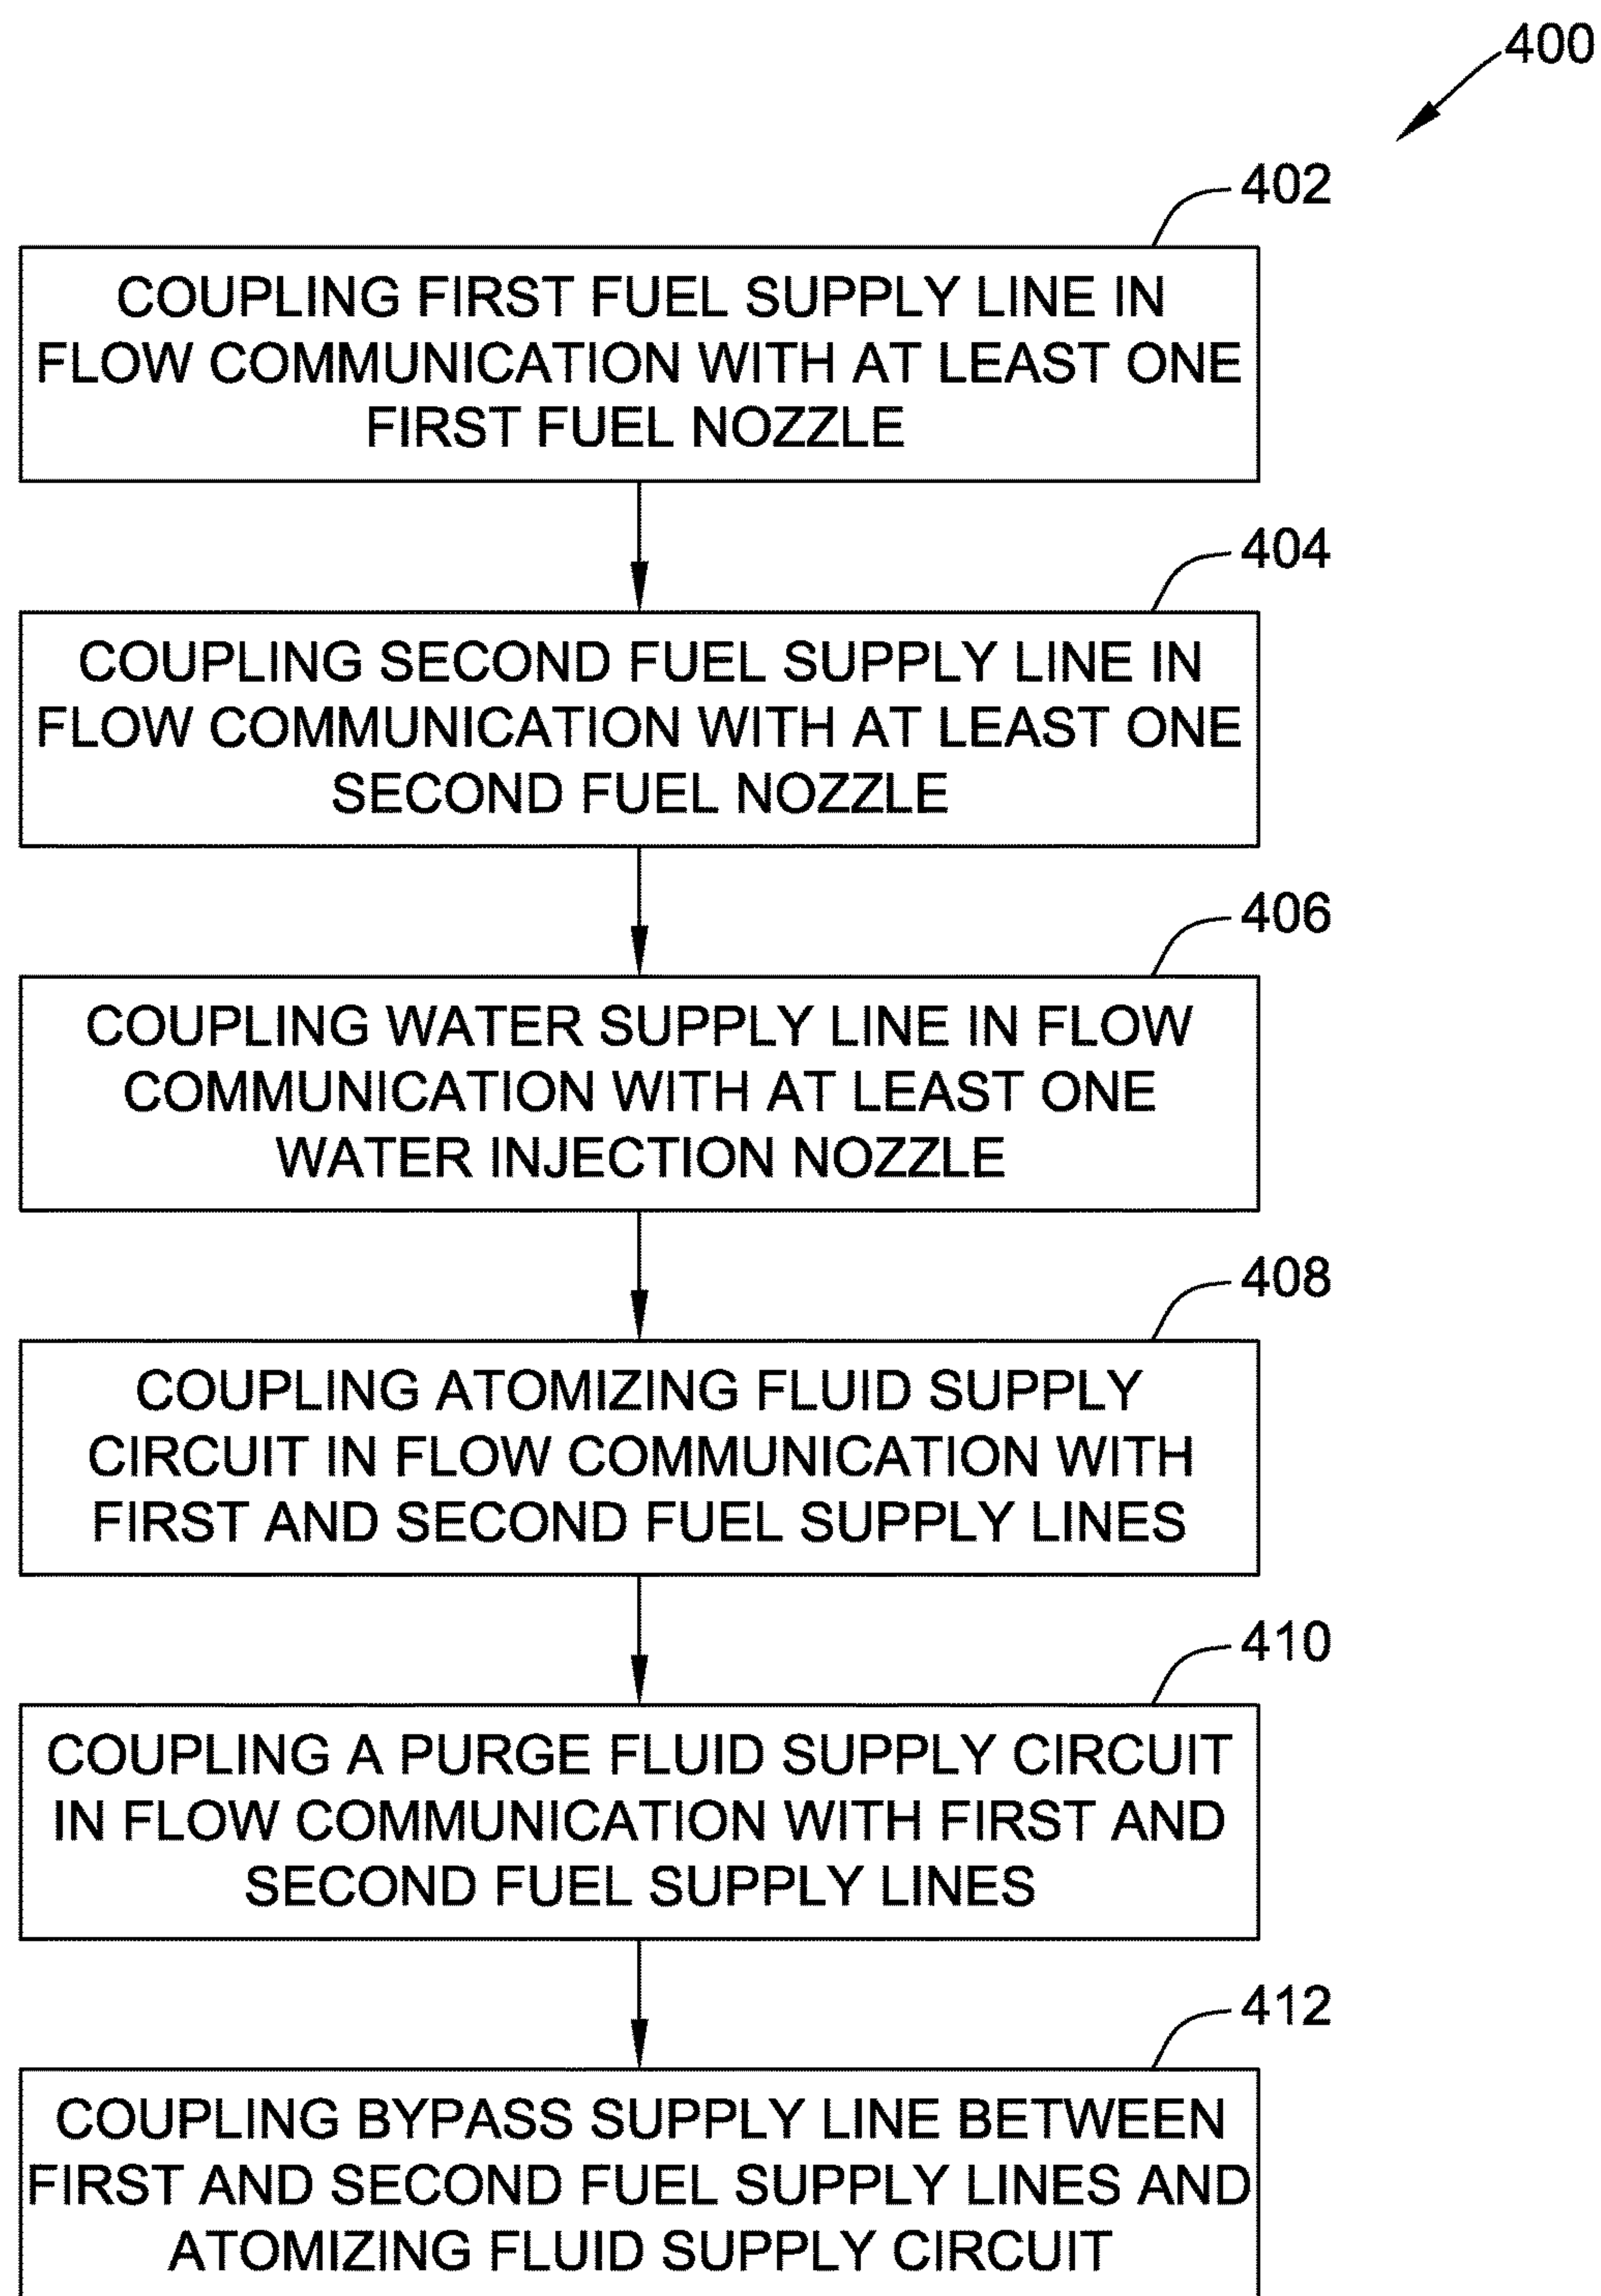 400
402
COUPLING FIRST FUEL SUPPLY LINE IN
FLOW COMMUNICATION WITH AT LEAST ONE
FIRST FUEL NOZZLE
404
COUPLING SECOND FUEL SUPPLY LINE IN
FLOW COMMUNICATION WITH AT LEAST ONE
SECOND FUEL NOZZLE
406
COUPLING WATER SUPPLY LINE IN FLOW
COMMUNICATION WITH AT LEAST ONE
WATER INJECTION NOZZLE
408
COUPLING ATOMIZING FLUID SUPPLY
CIRCUIT IN FLOW COMMUNICATION WITH
FIRST AND SECOND FUEL SUPPLY LINES
410
COUPLING A PURGE FLUID SUPPLY CIRCUIT
IN FLOW COMMUNICATION WITH FIRST AND
SECOND FUEL SUPPLY LINES
412
COUPLING BYPASS SUPPLY LINE BETWEEN
FIRST AND SECOND FUEL SUPPLY LINES AND
ATOMIZING FLUID SUPPLY CIRCUIT